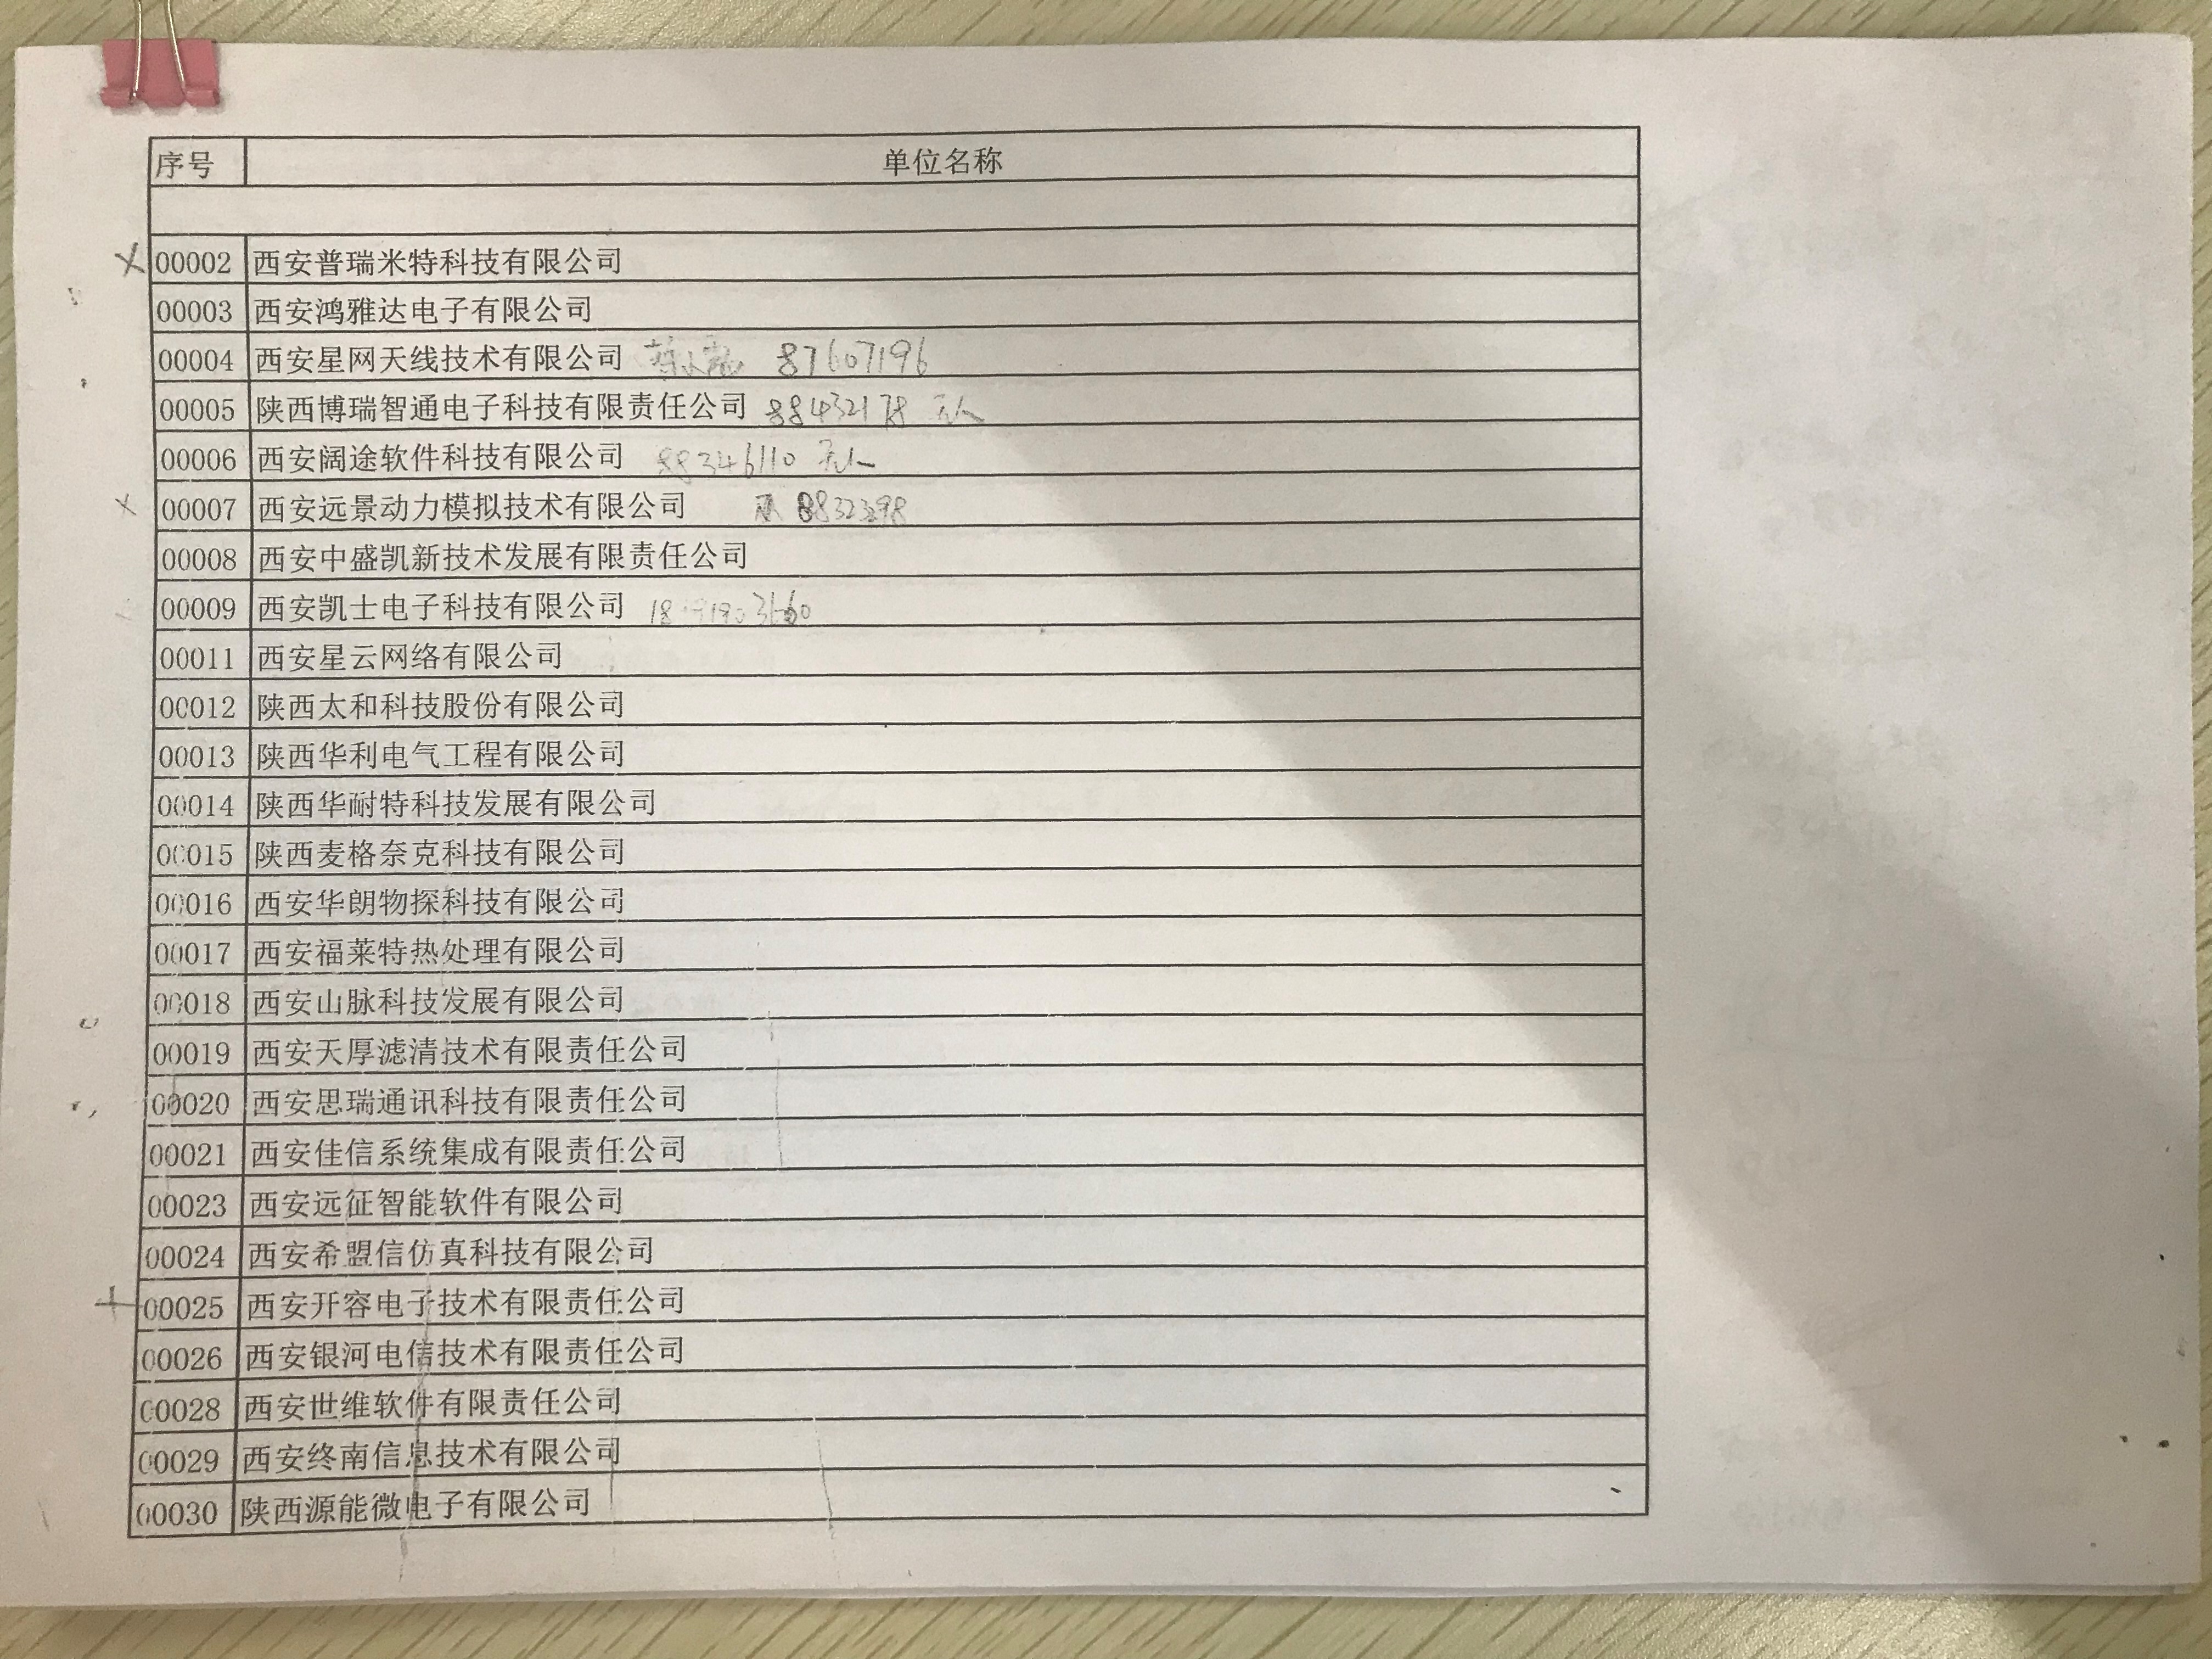 序号 单位名称
00002 西安普瑞米特科技有限公司
00003 西安鸿雅达电子有限公司
00004 西安星网天线技术有限公司 87607196
00005 陕西博瑞智通电子科技有限责任公司 88432178 无人
00006 西安阔途软件科技有限公司 88346110 无人
00007 西安远景动力模拟技术有限公司
00008 西安中盛凯新技术发展有限责任公司
00009 西安凯士电子科技有限公司
00011 西安星云网络有限公司
00012 陕西太和科技股份有限公司
00013 陕西华利电气工程有限公司
00014 陕西华耐特科技发展有限公司
00015 陕西麦格奈克科技有限公司
00016 西安华朗物探科技有限公司
00017 西安福莱特热处理有限公司
00018 西安山脉科技发展有限公司
00019 西安天厚滤清技术有限责任公司
00020 西安思瑞通讯科技有限责任公司
00021 西安佳信系统集成有限责任公司
00023 西安远征智能软件有限公司
00024 西安希盟信仿真科技有限公司
00025 西安开容电子技术有限责任公司
00026 西安银河电信技术有限责任公司
00028 西安世维软件有限责任公司
00029 西安终南信息技术有限公司
00030 陕西源能微电子有限公司